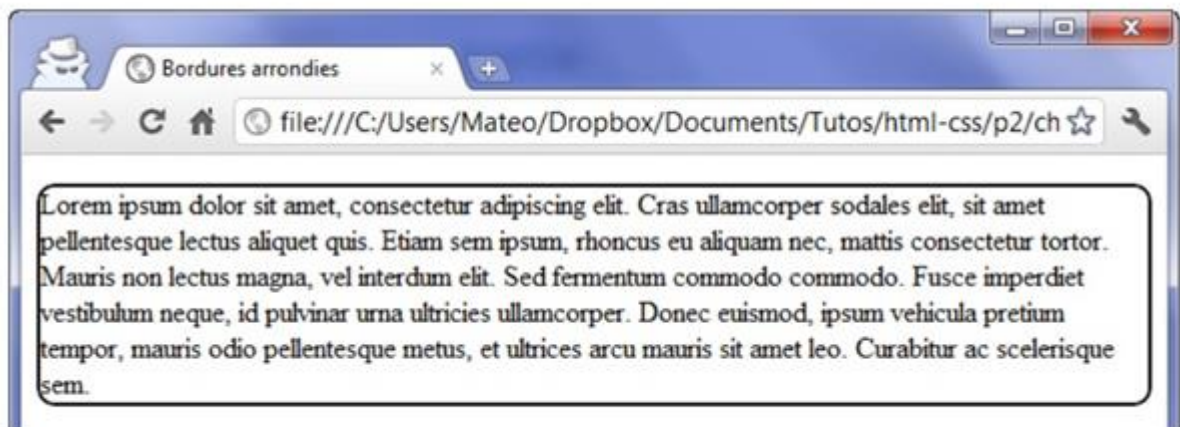 Bordures arrondies
file:///C:/Users/Mateo/Dropbox/Documents/Tutos/html-css/p2/ch
Lorem ipsum dolor sit amet, consectetur adipiscing elit. Cras ullamcorper sodales elit, sit amet
pellentesque lectus aliquet quis. Etiam sem ipsum, rhoncus eu aliquam nec, mattis consectetur tortor.
Mauris non lectus magna, vel interdum elit. Sed fermentum commodo commodo. Fusce imperdiet
vestibulum neque, id pulvinar urna ultricies ullamcorper. Donec euismod, ipsum vehicula pretium
tempor, mauris odio pellentesque metus, et ultrices arcu mauris sit amet leo. Curabitur ac scelerisque
sem.